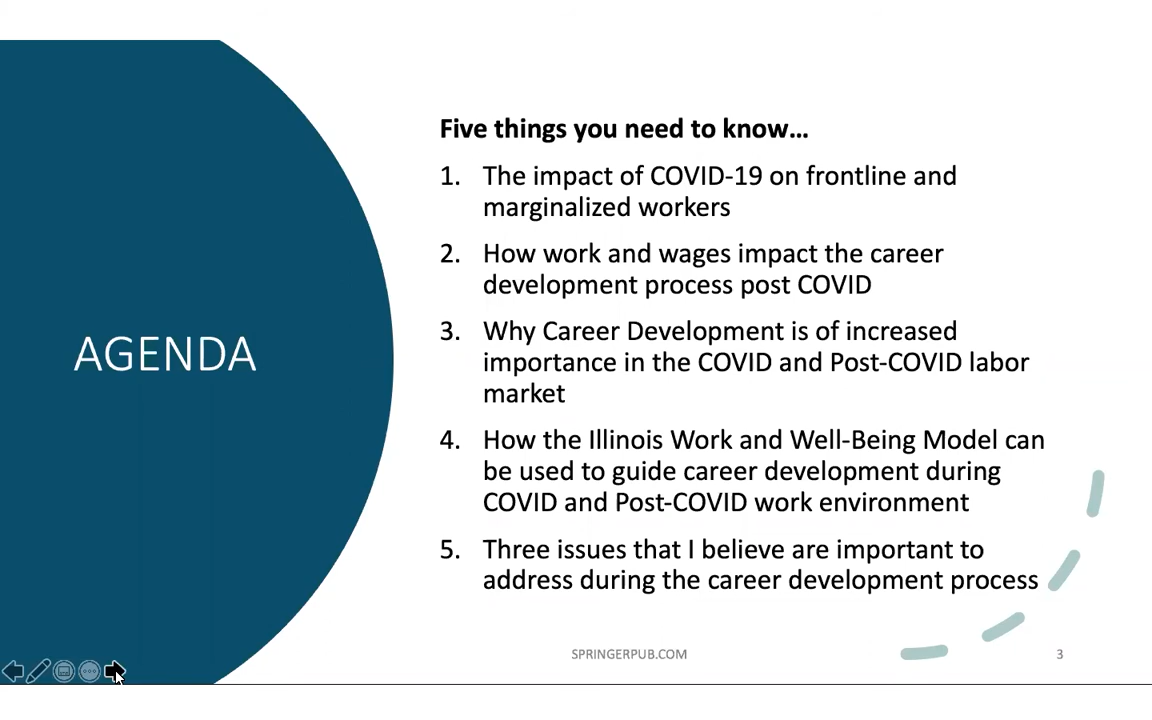 AGENDA
Five things you need to know...
1. The impact of COVID-19 on frontline and
marginalized workers
2. How work and wages impact the career
development process post COVID
3. Why Career Development is of increased
importance in the COVID and Post-COVID labor
market
4. How the Illinois Work and Well-Being Model can
be used to guide career development during
COVID and Post-COVID work environment
5. Three issues that I believe are important to
address during the career development process
SPRINGERPUB.COM
3